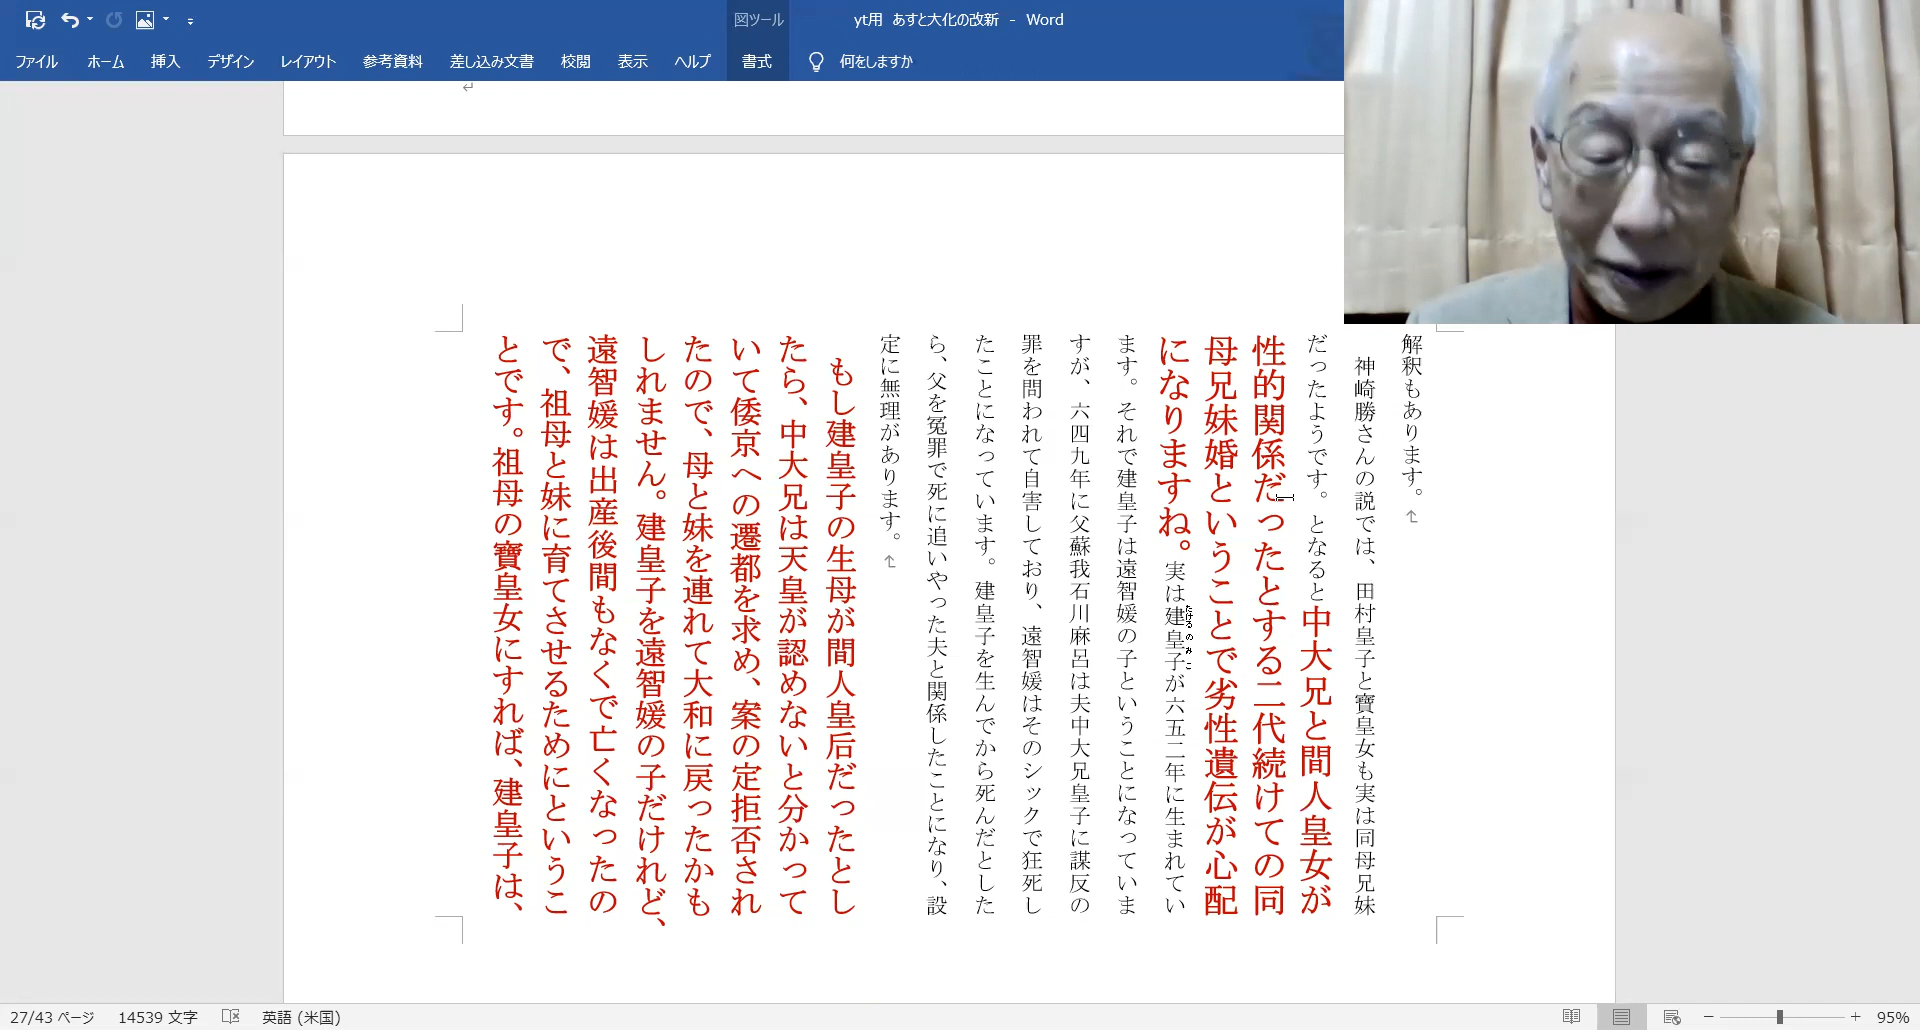 図ツール
yt用 あすと大化の改新 - Word
ファイル ホーム 挿入 デザイン レイアウト 参考資料 差し込み文書 校閲 表示 ヘルプ 書式 何をしますか
解釈もあります。
神崎勝さんの説では、田村皇子と寶皇女も実は同母兄妹
だったようです。となると中大兄と間人皇女が
性的関係だったとする二代続けての同
母兄妹婚ということで劣性遺伝が心配
になりますね。実は建皇子が六五二年に生まれてい
たけるのみこ
ます。それで建皇子は遠智媛の子ということになっていま
すが、六四九年に父蘇我石川麻呂は夫中大兄皇子に謀反の
罪を問われて自害しており、遠智媛はそのシックで狂死し
たことになっています。建皇子を生んでから死んだとした
ら、父を冤罪で死に追いやった夫と関係したことになり、設
定に無理があります。
もし建皇子の生母が間人皇后だったとし
たら、中大兄は天皇が認めないと分かって
いて倭京への遷都を求め、案の定拒否され
たので、母と妹を連れて大和に戻ったかも
しれません。建皇子を遠智媛の子だけれど、
遠智媛は出産後間もなくで亡くなったの
で、祖母と妹に育てさせるためにというこ
とです。祖母の寶皇女にすれば、建皇子は、
27/43 ページ 14539 文字 英語 (米国) 95%